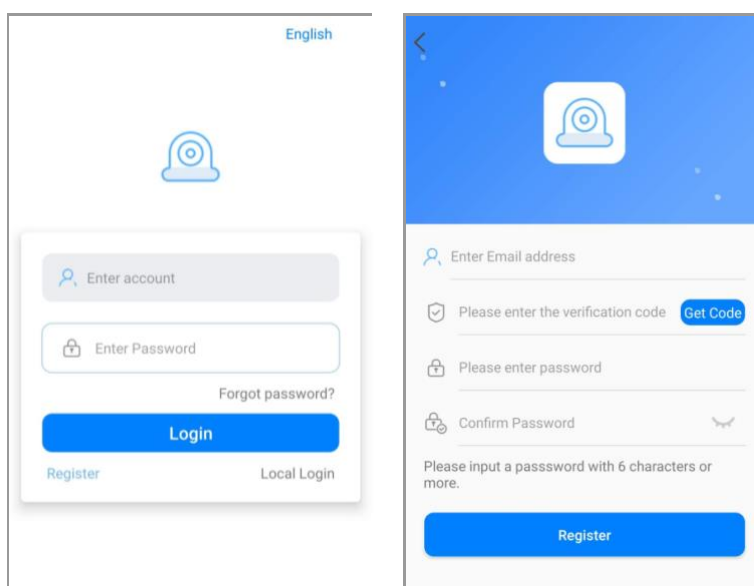 English
Enter account
Enter Password
Forgot password?
Login
Register
Local Login
Enter Email address
Please enter the verification code
Get Code
Please enter password
Confirm Password
Please input a passsword with 6 characters or
more.
Register